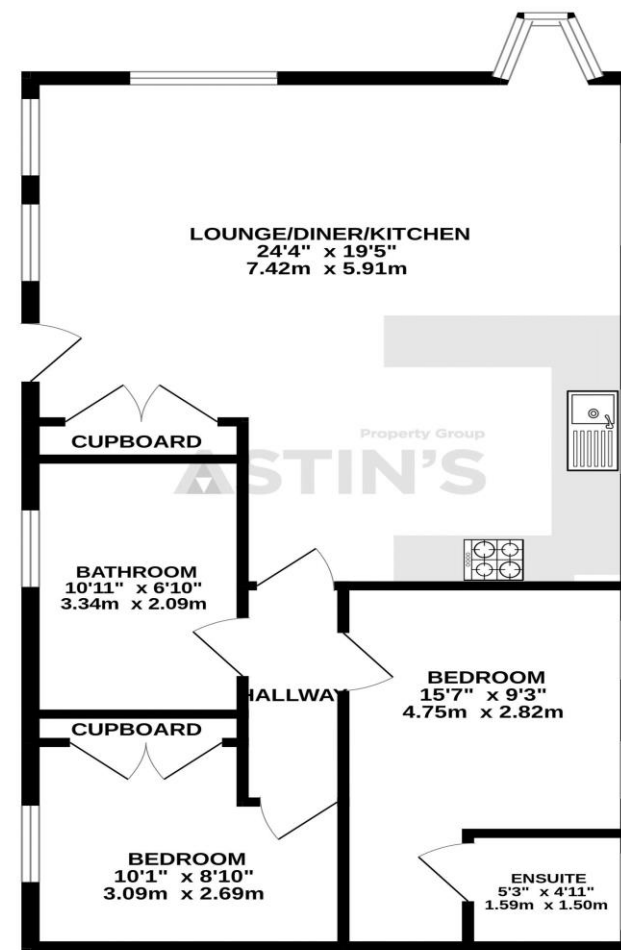 LOUNGE/DINER/KITCHEN
24'4" x 19'5"
7.42m x 5.91m
CUPBOARD
Property Group
ASTIN'S
BATHROOM
10'11" x 6'10"
3.34m x 2.09m
HALLWAY
BEDROOM
15'7" x 9'3"
4.75m x 2.82m
CUPBOARD
BEDROOM
10'1" x 8'10"
3.09m x 2.69m
ENSUITE
5'3" x 4'11"
1.59m x 1.50m